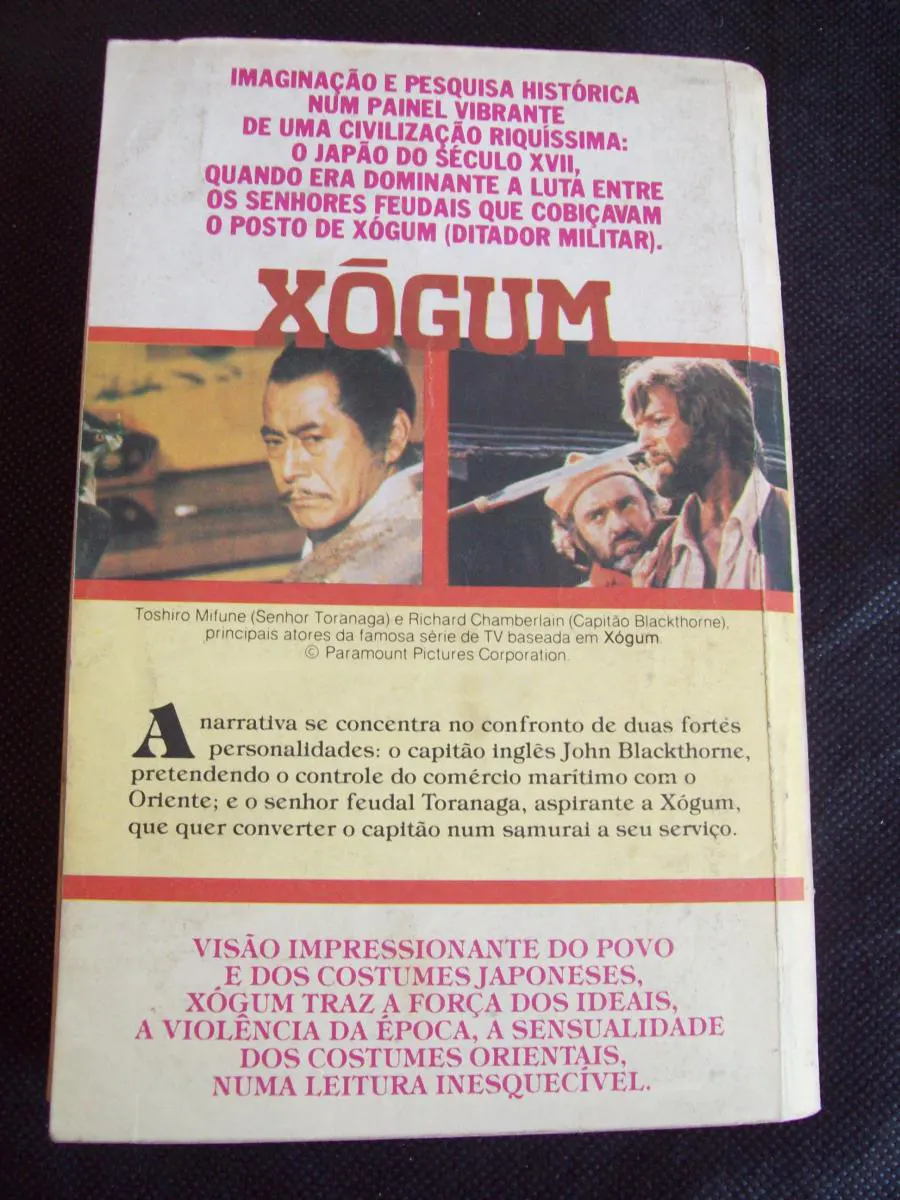 IMAGINAÇÃO E PESQUISA HISTÓRICA
NUM PAINEL VIBRANTE
DE UMA CIVILIZAÇÃO RIQUÍSSIMA:
O JAPÃO DO SÉCULO XVII,
QUANDO ERA DOMINANTE A LUTA ENTRE
OS SENHORES FEUDAIS QUE COBIÇAVAM
O POSTO DE XÓGUM (DITADOR MILITAR).
XÓGUM
Toshiro Mifune (Senhor Toranaga) e Richard Chamberlain (Capitão Blackthorne),
principais atores da famosa série de TV baseada em Xógum.
© Paramount Pictures Corporation.
A narrativa se concentra no confronto de duas fortes
personalidades: o capitão inglês John Blackthorne,
pretendendo o controle do comércio marítimo com o
Oriente; e o senhor feudal Toranaga, aspirante a Xógum,
que quer converter o capitão num samurai a seu serviço.
VISÃO IMPRESSIONANTE DO POVO
E DOS COSTUMES JAPONESES,
XÓGUM TRAZ A FORÇA DOS IDEAIS,
A VIOLÊNCIA DA ÉPOCA, A SENSUALIDADE
DOS COSTUMES ORIENTAIS,
NUMA LEITURA INESQUECÍVEL.